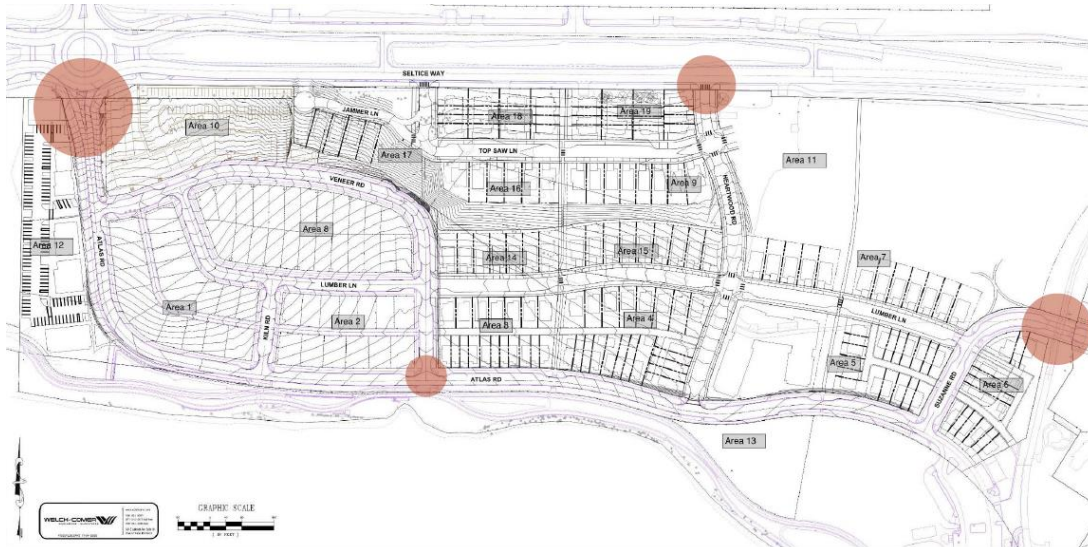 SELTICE WAY
JAMMER LN
Area 10
Area 18
Area 19
Area 17
TOP SAW LN
Area 11
VENEER RD
Area 16
Area 9
HEARTWOOD RD
Area 8
Area 12
ATLAS RD
Area 14
Area 15
Area 7
LUMBER LN
Area 1
KILN RD
Area 2
Area 3
Area 4
LUMBER LN
Area 5
ATLAS RD
SUZANNE RD
Area 6
Area 13
WELCH-COMER
GRAPHIC SCALE